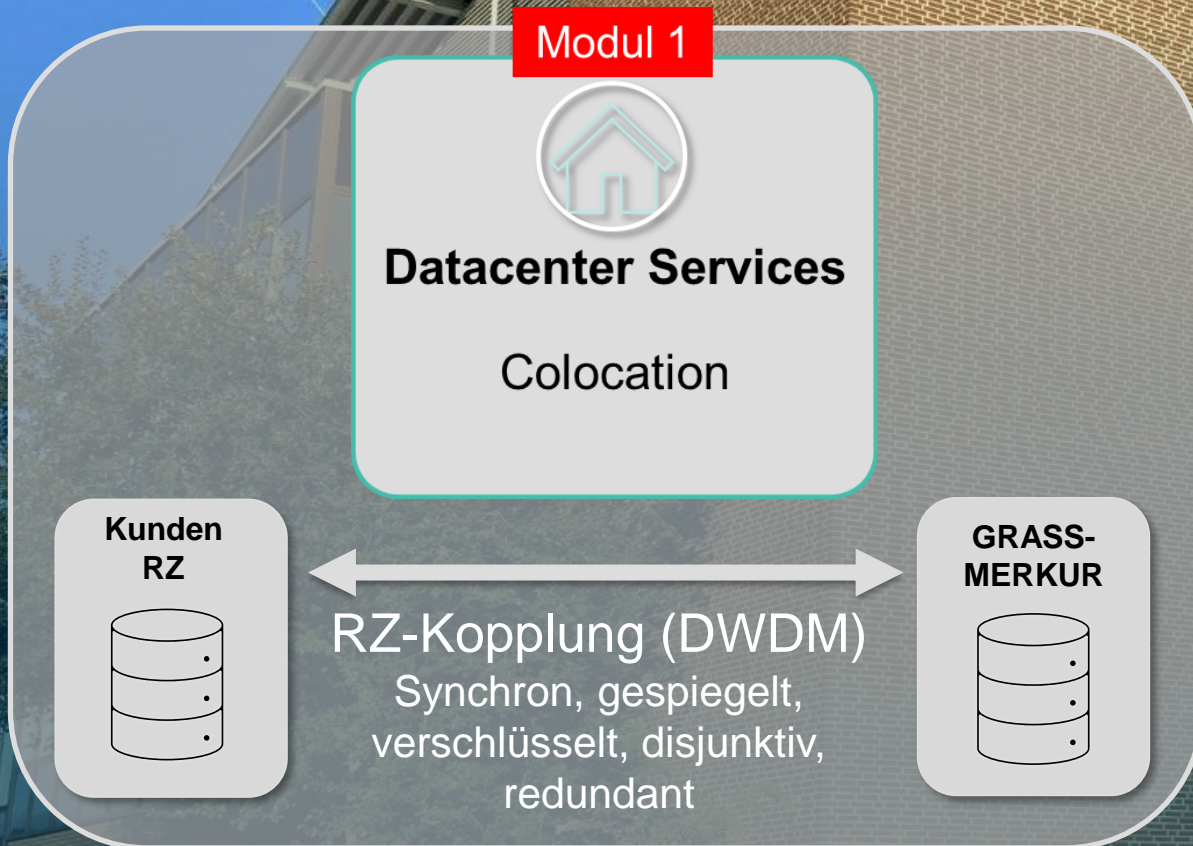 Modul 1
Datacenter Services
Colocation
Kunden
RZ
GRASS-
MERKUR
RZ-Kopplung (DWDM)
Synchron, gespiegelt,
verschlüsselt, disjunktiv,
redundant